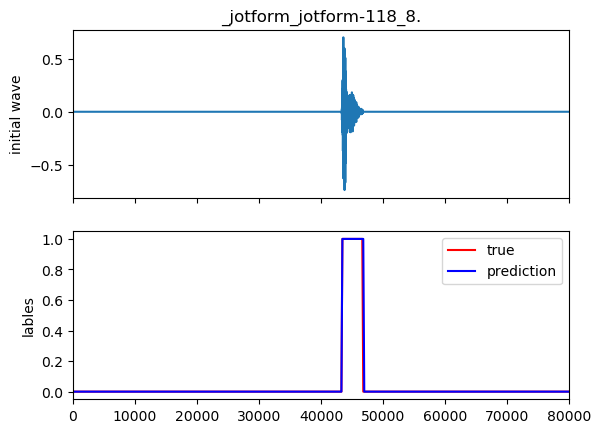 _jotform_jotform-118_8.
initial wave
0.5
0.0
−0.5
lables
1.0
0.8
0.6
0.4
0.2
0.0
true
prediction
0 10000 20000 30000 40000 50000 60000 70000 80000